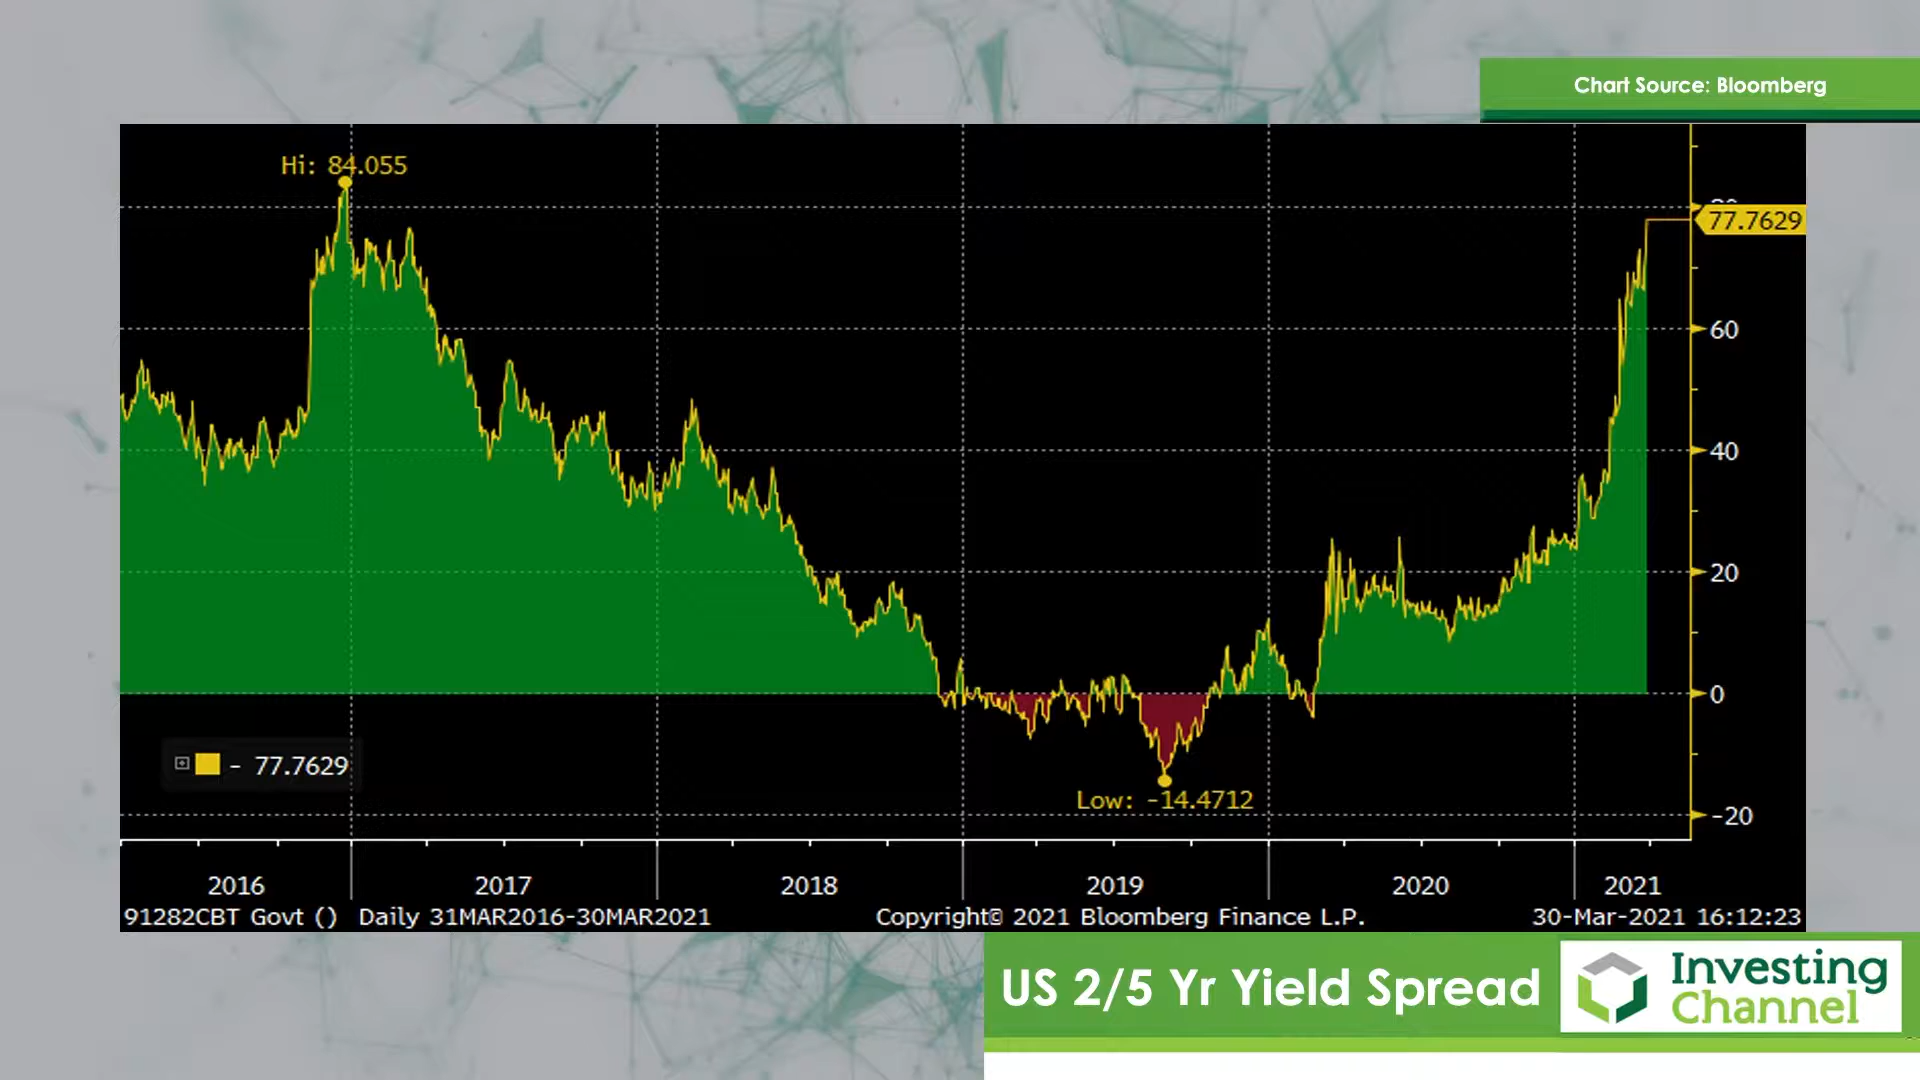 Chart Source: Bloomberg
Hi: 84.055
77.7629
60
40
20
0
- 77.7629
Low: -14.4712
-20
2016 2017 2018 2019 2020 2021
91282CBT Govt () Daily 31MAR2016-30MAR2021 Copyright© 2021 Bloomberg Finance L.P. 30-Mar-2021 16:12:23
US 2/5 Yr Yield Spread
Investing
Channel